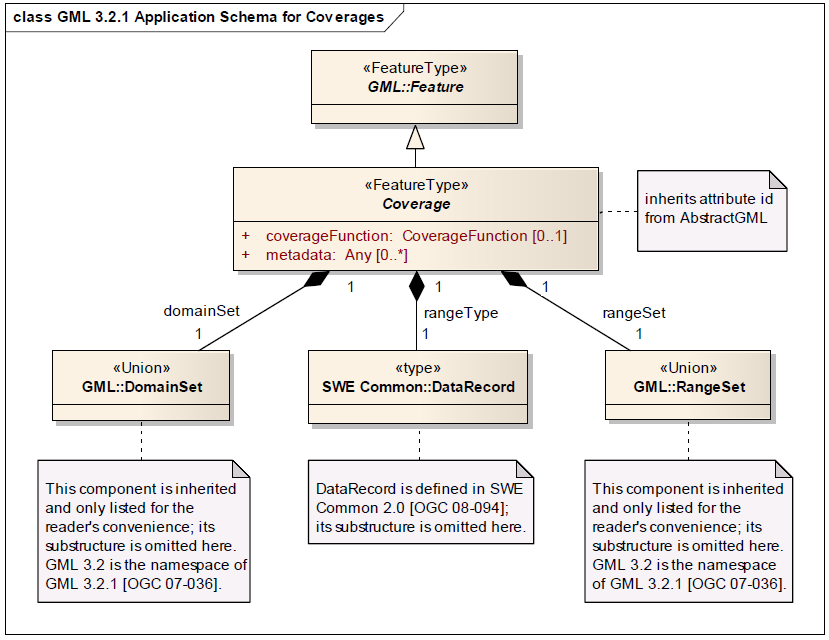 class GML 3.2.1 Application Schema for Coverages
«FeatureType»
GML::Feature
«FeatureType»
Coverage
+ coverageFunction: CoverageFunction [0..1]
+ metadata: Any [0..*]
inherits attribute id
from AbstractGML
1
1
1
domainSet
1
rangeType
1
rangeSet
1
«Union»
GML::DomainSet
«type»
SWE Common::DataRecord
«Union»
GML::RangeSet
This component is inherited
and only listed for the
reader's convenience; its
substructure is omitted here.
GML 3.2 is the namespace of
GML 3.2.1 [OGC 07-036].
DataRecord is defined in SWE
Common 2.0 [OGC 08-094];
its substructure is omitted here.
This component is inherited
and only listed for the
reader's convenience; its
substructure is omitted here.
GML 3.2 is the namespace
of GML 3.2.1 [OGC 07-036].